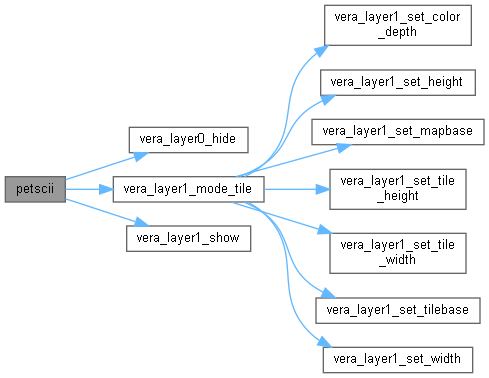 petscii
vera_layer0_hide
vera_layer1_mode_tile
vera_layer1_show
vera_layer1_set_color
_depth
vera_layer1_set_height
vera_layer1_set_mapbase
vera_layer1_set_tile
_height
vera_layer1_set_tile
_width
vera_layer1_set_tilebase
vera_layer1_set_width